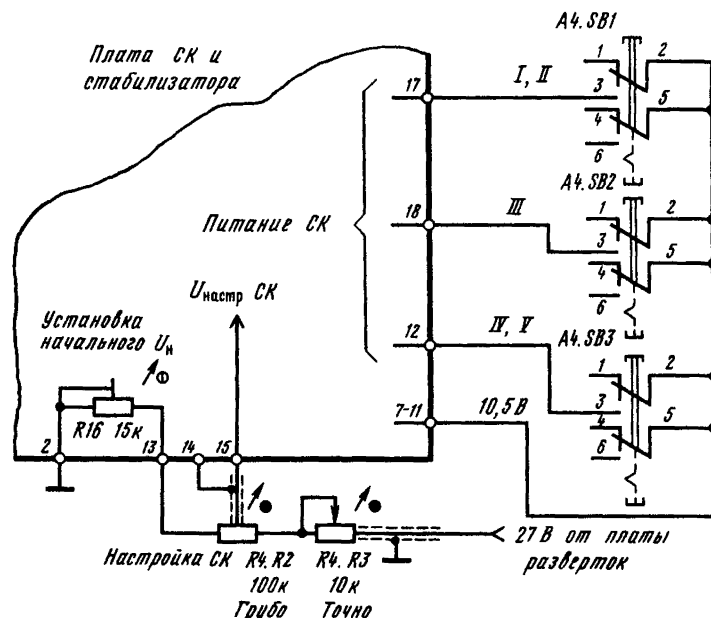 A4.SB1
Плата СК и
стабилизатора
1
2
I, II
17
3
4
5
6
A4.SB2
Питание СК
18
III
1
2
3
4
5
6
Uнастр СК
Установка
начального Uн
12
IV, V
A4.SB3
1
2
3
4
5
6
7-11
10,5 В
1
R16 15к
2
13
14
15
27 В от платы
разверток
Настройка СК
R4.R2
100к
Грибо
R4.R3
10к
Точно